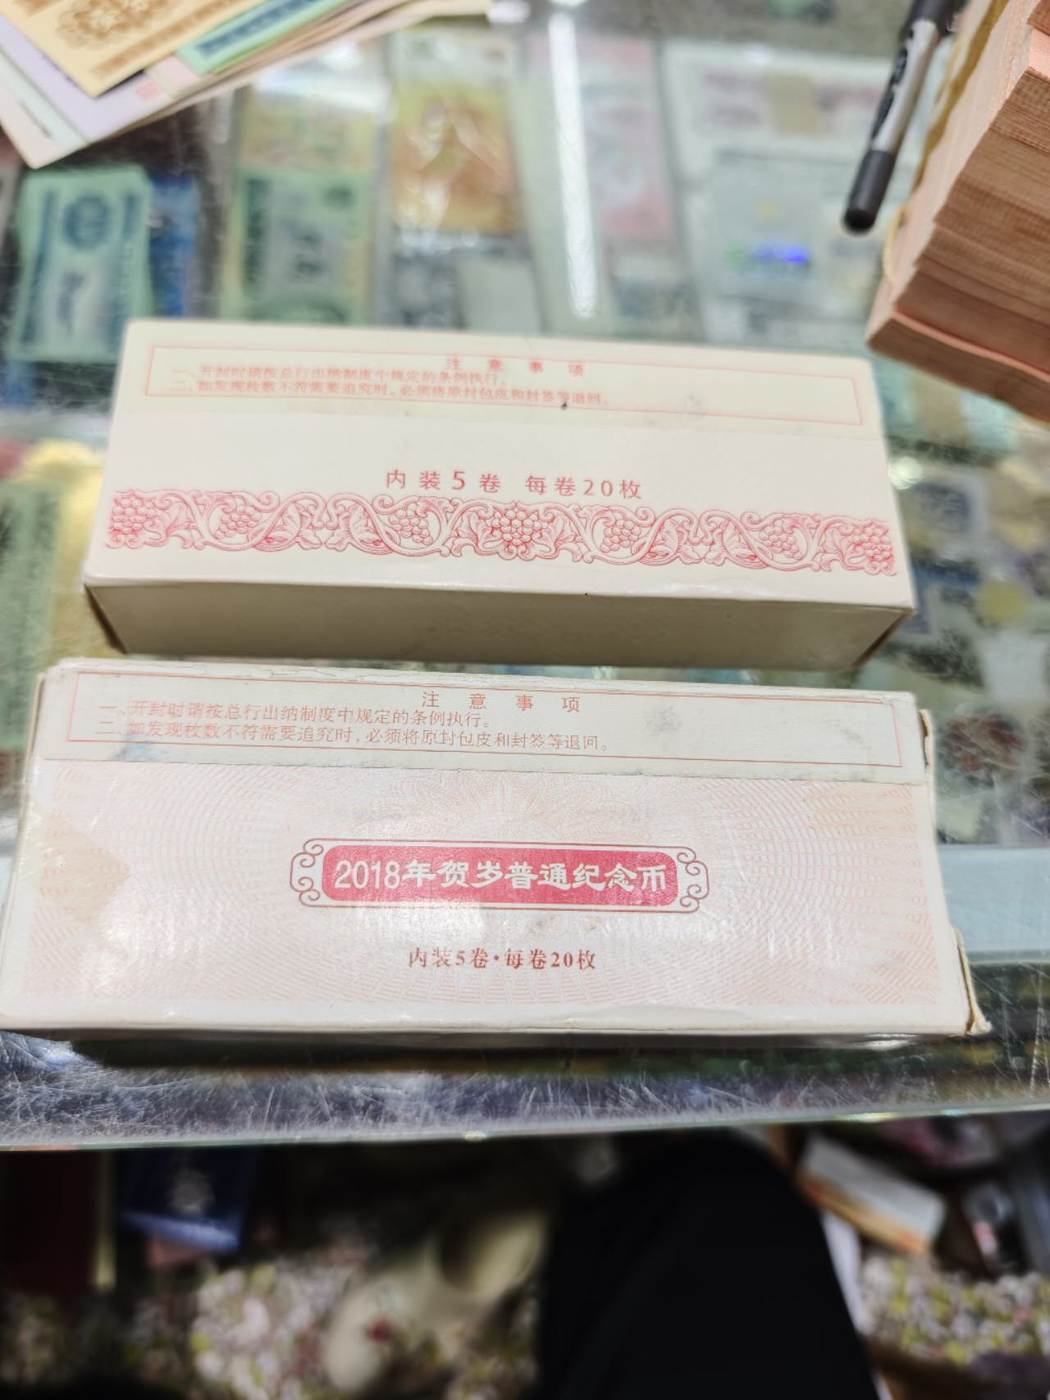 注意事项
一、开封时请按总行出纳制度中规定的条例执行。
二、如发现枚数不符需要追究时，必须将原封包皮和封签等退回。
内装5卷 每卷20枚
注意事项
一、开封时请按总行出纳制度中规定的条例执行。
二、如发现枚数不符需要追究时，必须将原封包皮和封签等退回。
2018年贺岁普通纪念币
内装5卷·每卷20枚